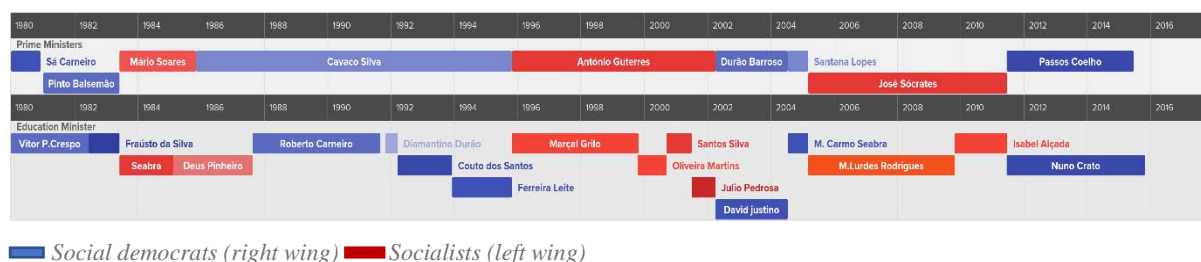 1980 1982 1984 1986 1988 1990 1992 1994 1996 1998 2000 2002 2004 2006 2008 2010 2012 2014 2016
Prime Ministers
Sá Carneiro Mário Soares Cavaco Silva António Guterres Durão Barroso Santana Lopes Passos Coelho
Pinto Balsemão José Sócrates
1980 1982 1984 1986 1988 1990 1992 1994 1996 1998 2000 2002 2004 2006 2008 2010 2012 2014 2016
Education Minister
Vitor P.Crespo Fraústo da Silva Roberto Carneiro Diamantino Durão Marçal Grilo Santos Silva M. Carmo Seabra Isabel Alçada
Seabra Deus Pinheiro Couto dos Santos Oliveira Martins M.Lurdes Rodrigues Nuno Crato
Ferreira Leite Julio Pedrosa
David justino
Social democrats (right wing) Socialists (left wing)